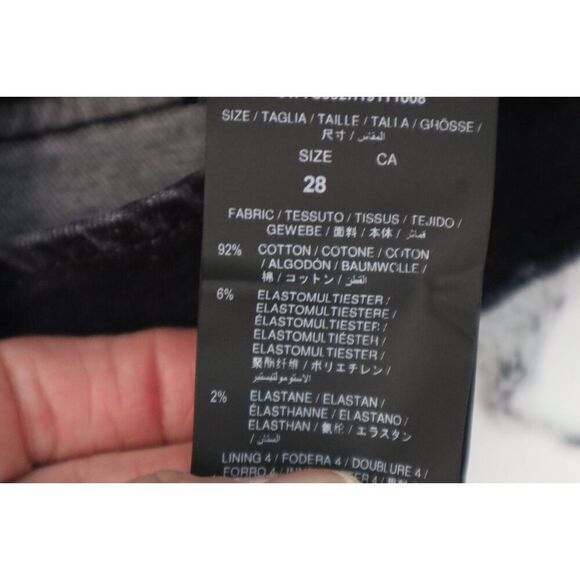 SIZE / TAGLIA / TAILLE / TALLA / GRÖSSE /
尺寸 / المقاس /
SIZE CA
28
FABRIC / TESSUTO / TISSUS / TEJIDO /
GEWEBE / 面料 / 本体 / قماش /
92% COTTON / COTONE / COTON
/ ALGODÓN / BAUMWOLLE /
棉 / コットン / القطن /
6% ELASTOMULTIESTER /
ELASTOMULTIESTERE /
ÉLASTOMULTIESTER /
ELASTOMULTIÉSTER /
ELASTOMULTIESTER /
聚酯纤维 / ポリエチレン /
2% ELASTANE / ELASTAN /
ÉLASTHANNE / ELASTANO /
ELASTHAN / 氨纶 / エラスタン
/
LINING 4 / FODERA 4 / DOUBLURE 4 /
FORRO 4 /